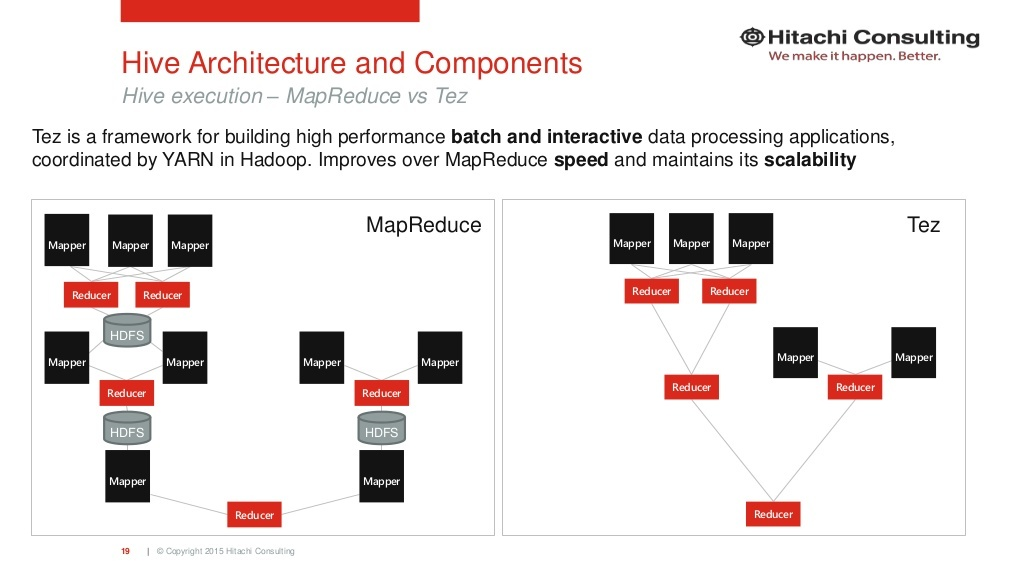 Hitachi Consulting
We make it happen. Better.
Hive Architecture and Components
Hive execution – MapReduce vs Tez
Tez is a framework for building high performance batch and interactive data processing applications,
coordinated by YARN in Hadoop. Improves over MapReduce speed and maintains its scalability
MapReduce
Mapper Mapper Mapper
Reducer Reducer
HDFS
Mapper Mapper Mapper Mapper
Reducer Reducer
HDFS HDFS
Mapper Mapper
Reducer
Tez
Mapper Mapper Mapper
Reducer Reducer
Mapper Mapper
Reducer Reducer
Reducer
19 | © Copyright 2015 Hitachi Consulting